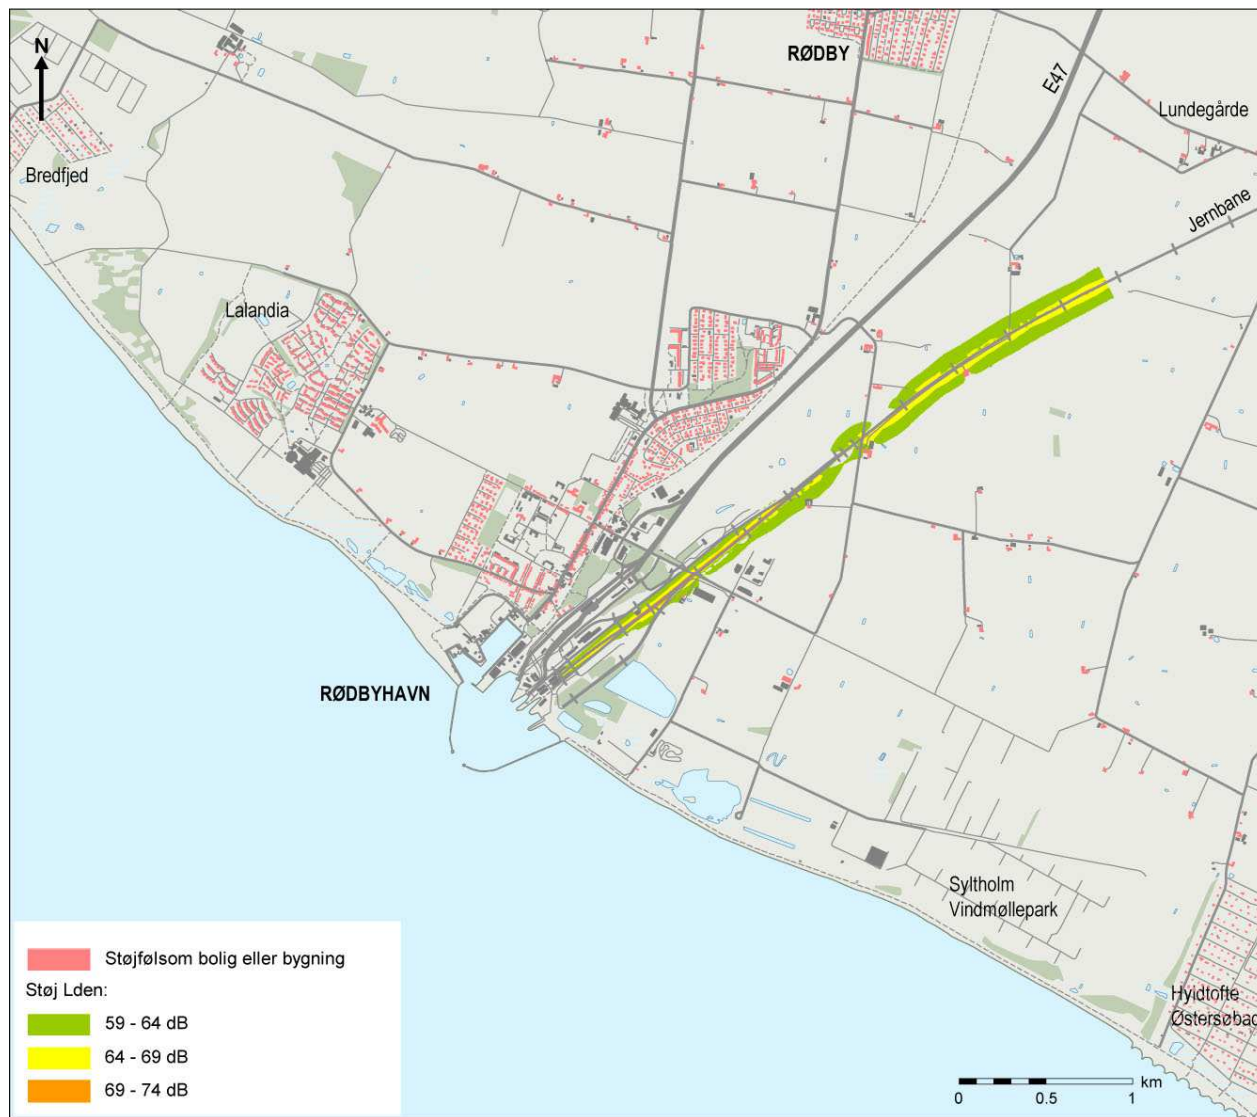 N
RØDBY
E47
Lundegårde
Bredfjed
Jernbane
Lalandia
RØDBYHAVN
Syltholm
Vindmøllepark
Hyidtofte
Østersøbad
Støjfølsom bolig eller bygning
Støj Lden:
59 - 64 dB
64 - 69 dB
69 - 74 dB
km
0 0.5 1